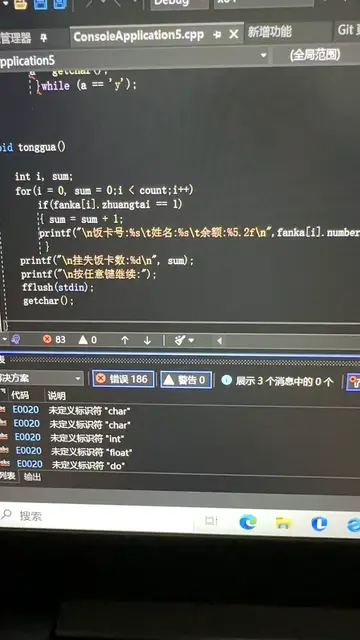 Debug
管理器
ConsoleApplication5.cpp
新增功能
Git
pplication5
(全局范围)
getchar();
}while (a == 'y');
oid tonggua()
int i, sum;
for(i = 0, sum = 0;i < count;i++)
if(fanka[i].zhuangtai == 1)
{ sum = sum + 1;
printf("\n饭卡号:%s\t姓名:%s\t余额:%5.2f\n",fanka[i].number
}
printf("\n挂失饭卡数:%d\n", sum);
printf("\n按任意键继续:");
fflush(stdin);
getchar();
83 0
表
解决方案
错误 186
警告 0
展示 3 个消息中的 0 个
代码 说明
E0020 未定义标识符 "char"
E0020 未定义标识符 "char"
E0020 未定义标识符 "int"
E0020 未定义标识符 "float"
E0020 未定义标识符 "do"
列表 输出
搜索